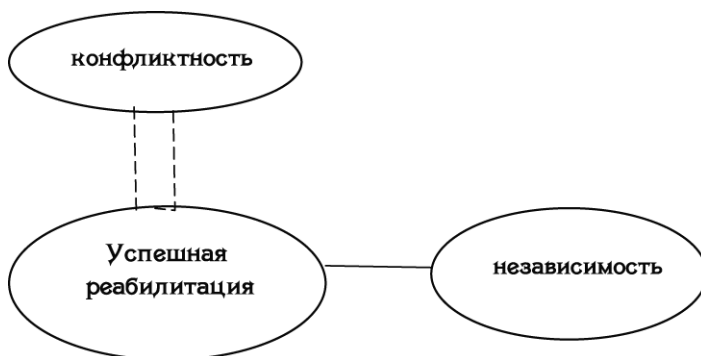 конфликтность
Успешная
реабилитация
независимость